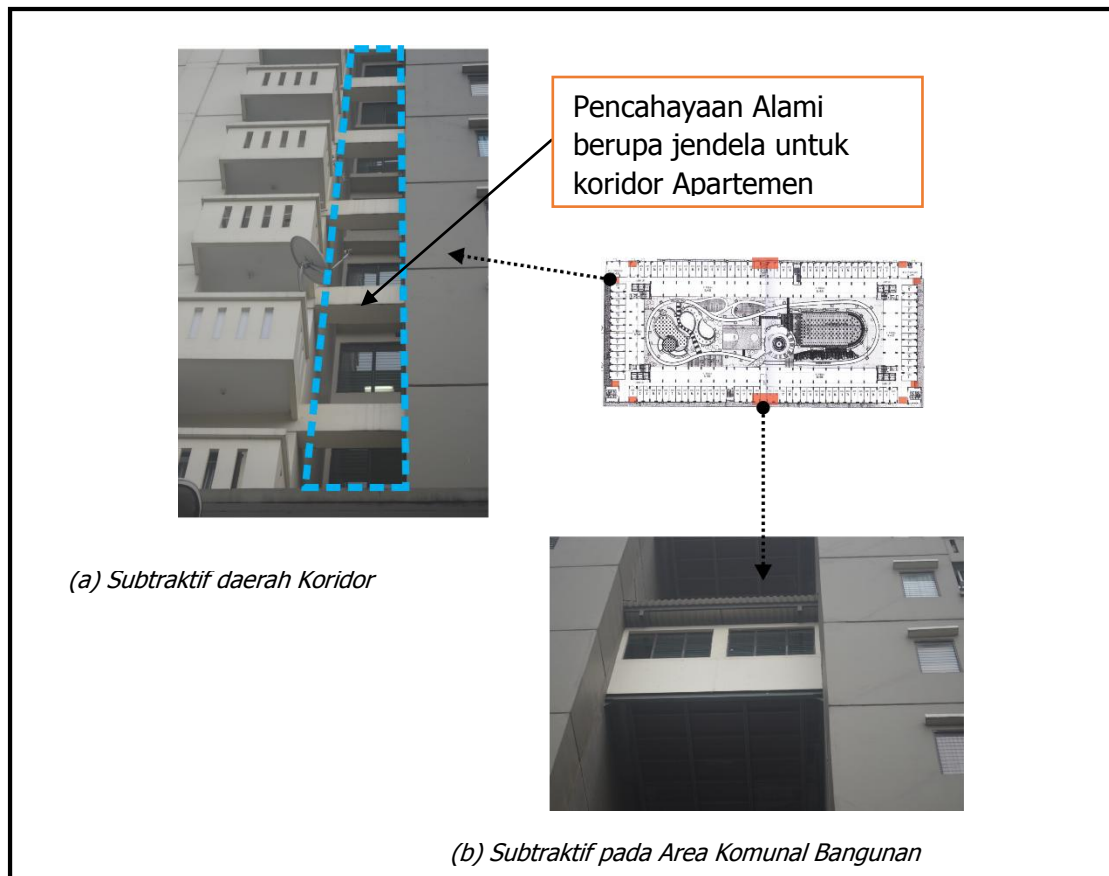 Pencahayaan Alami
berupa jendela untuk
koridor Apartemen
(a) Subtraktif daerah Koridor
(b) Subtraktif pada Area Komunal Bangunan